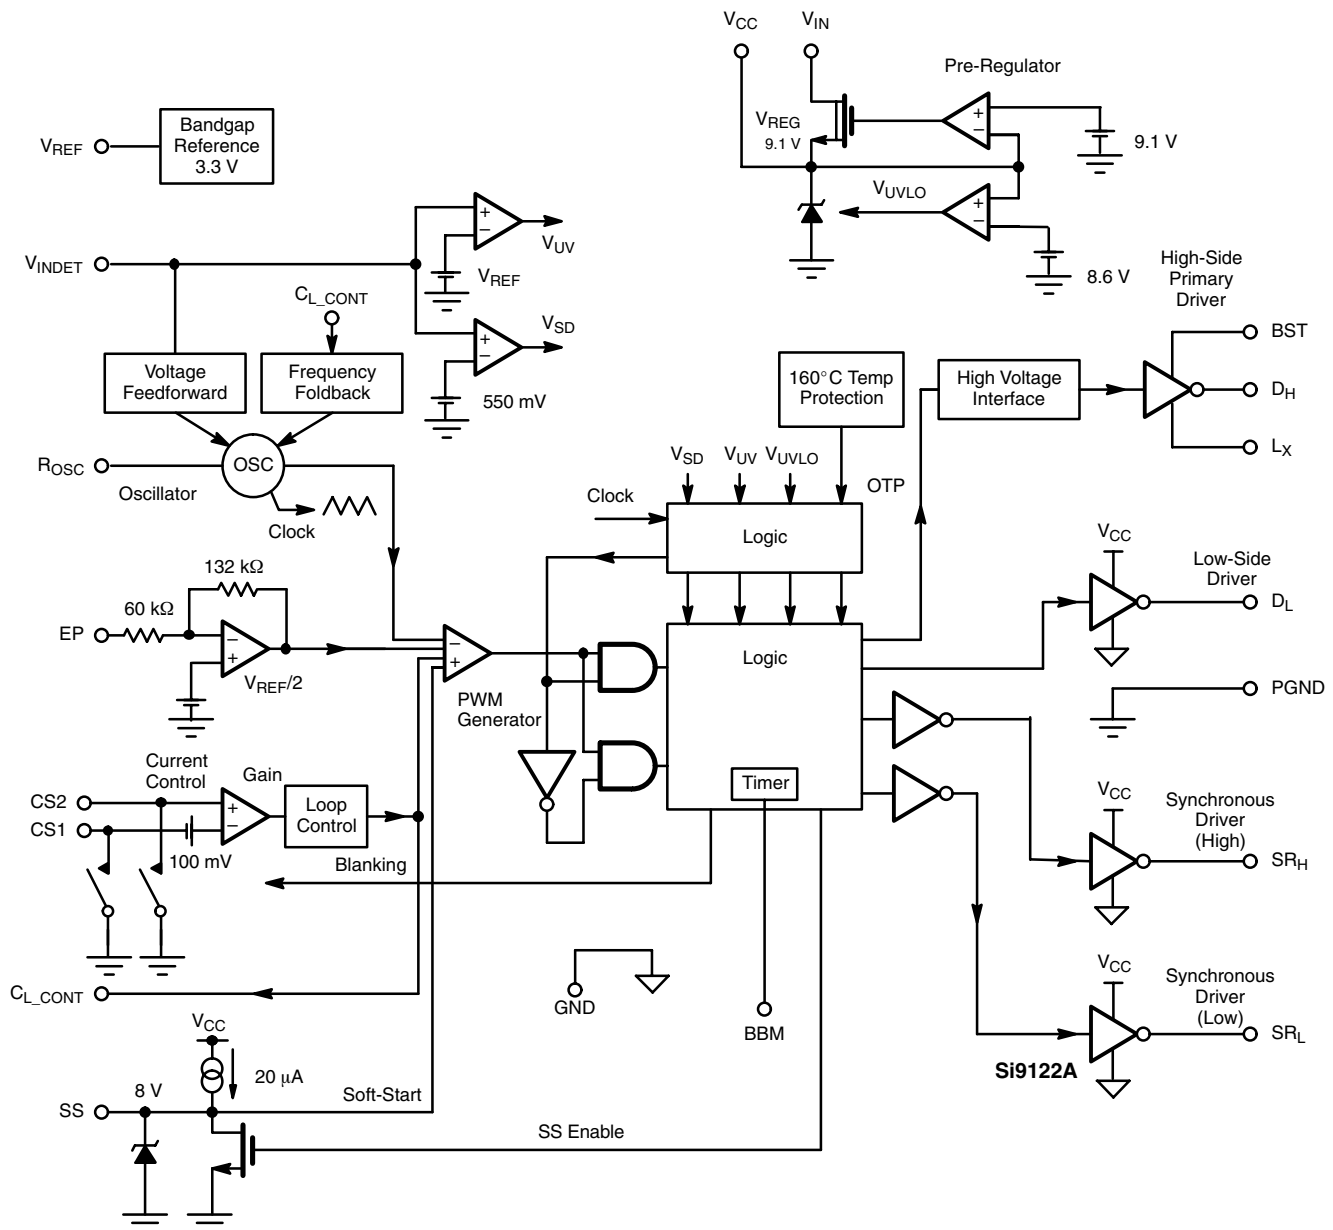 VCC
VIN
Pre-Regulator
VREG
9.1 V
+
−
9.1 V
VUVLO
+
−
8.6 V
VREF
Bandgap
Reference
3.3 V
VINDET
+
−
VUV
VREF
CL_CONT
+
−
VSD
550 mV
Voltage
Feedforward
Frequency
Foldback
ROSC
OSC
Oscillator
Clock
160°C Temp
Protection
High Voltage
Interface
High-Side
Primary
Driver
BST
DH
LX
VSD
VUV
VUVLO
OTP
Clock
Logic
132 kΩ
60 kΩ
EP
−
+
VREF/2
−
+
PWM
Generator
Logic
Timer
VCC
Low-Side
Driver
DL
PGND
Current
Control
Gain
CS2
CS1
+
−
100 mV
Loop
Control
Blanking
VCC
Synchronous
Driver
(High)
SRH
CL_CONT
GND
BBM
VCC
Synchronous
Driver
(Low)
SRL
Si9122A
VCC
20 μA
8 V
SS
Soft-Start
SS Enable